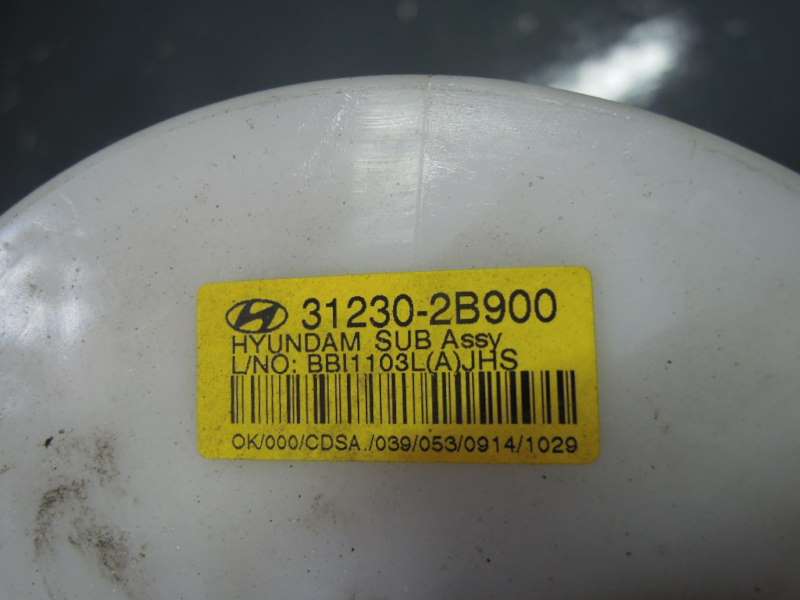 31230-2B900
HYUNDAM SUB Assy
L/NO: BBI1103L(A)JHS
OK/000/CDSA./039/053/0914/1029